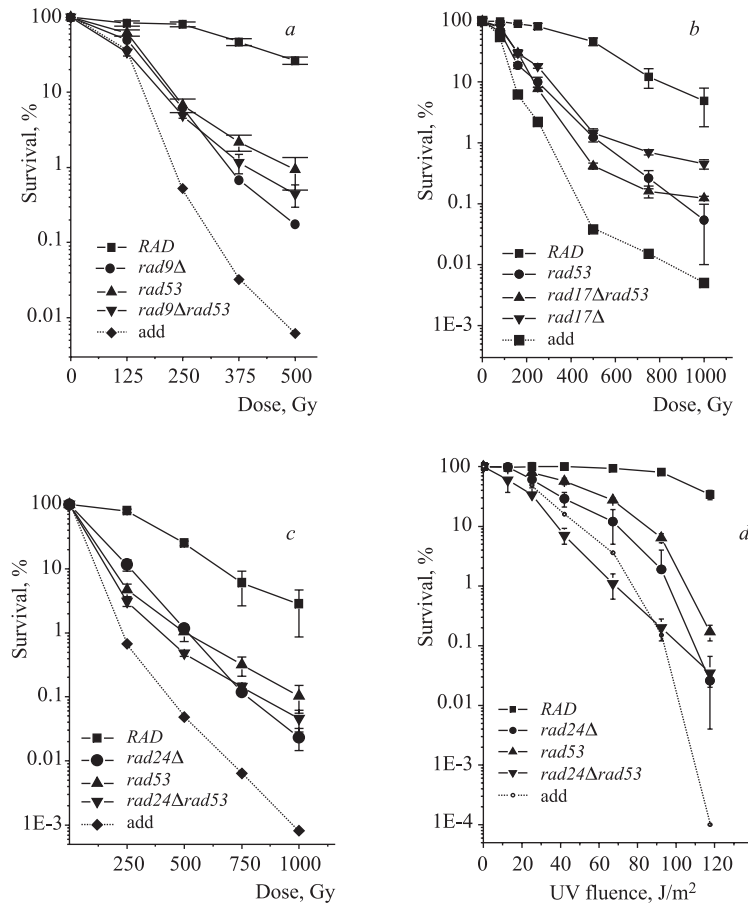 a
Survival, %
100
10
1
0.1
0.01
RAD
rad9Δ
rad53
rad9Δrad53
add
0 125 250 375 500
Dose, Gy
b
Survival, %
100
10
1
0.1
0.01
1E-3
RAD
rad53
rad17Δrad53
rad17Δ
add
0 200 400 600 800 1000
Dose, Gy
c
Survival, %
100
10
1
0.1
0.01
1E-3
RAD
rad24Δ
rad53
rad24Δrad53
add
250 500 750 1000
Dose, Gy
d
Survival, %
100
10
1
0.1
0.01
1E-3
1E-4
RAD
rad24Δ
rad53
rad24Δrad53
add
0 20 40 60 80 100 120
UV fluence, J/m²